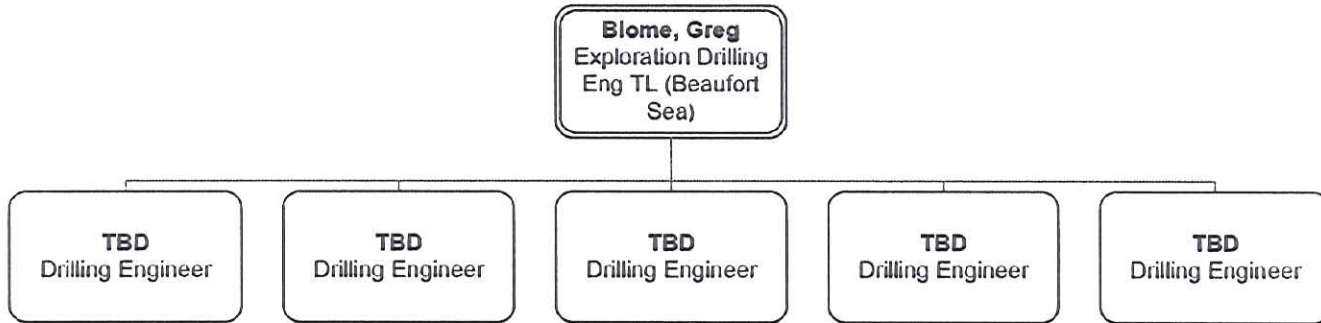 Blome, Greg
Exploration Drilling
Eng TL (Beaufort
Sea)
TBD
Drilling Engineer
TBD
Drilling Engineer
TBD
Drilling Engineer
TBD
Drilling Engineer
TBD
Drilling Engineer